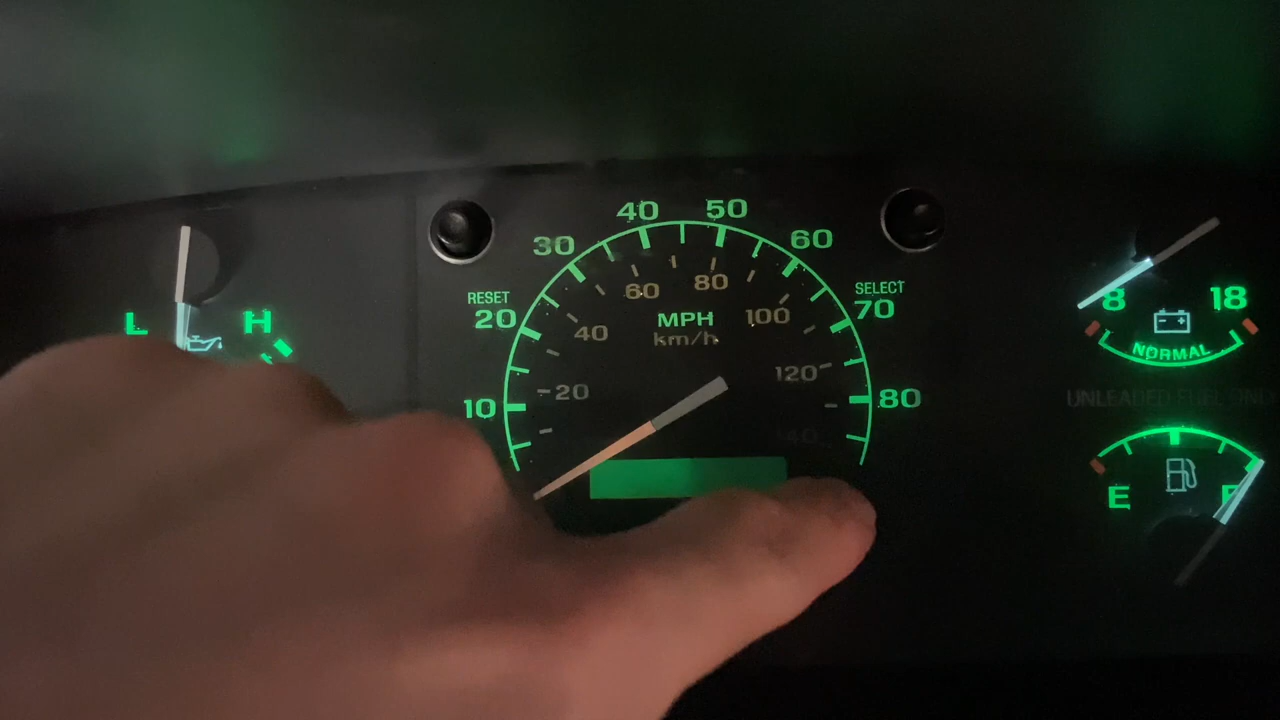 40 50
30 60
RESET SELECT
20 70
60 80
MPH
km/h
40 100
20 120
10 80
L H
8 18
NORMAL
UNLEADED FUEL ONLY
E F